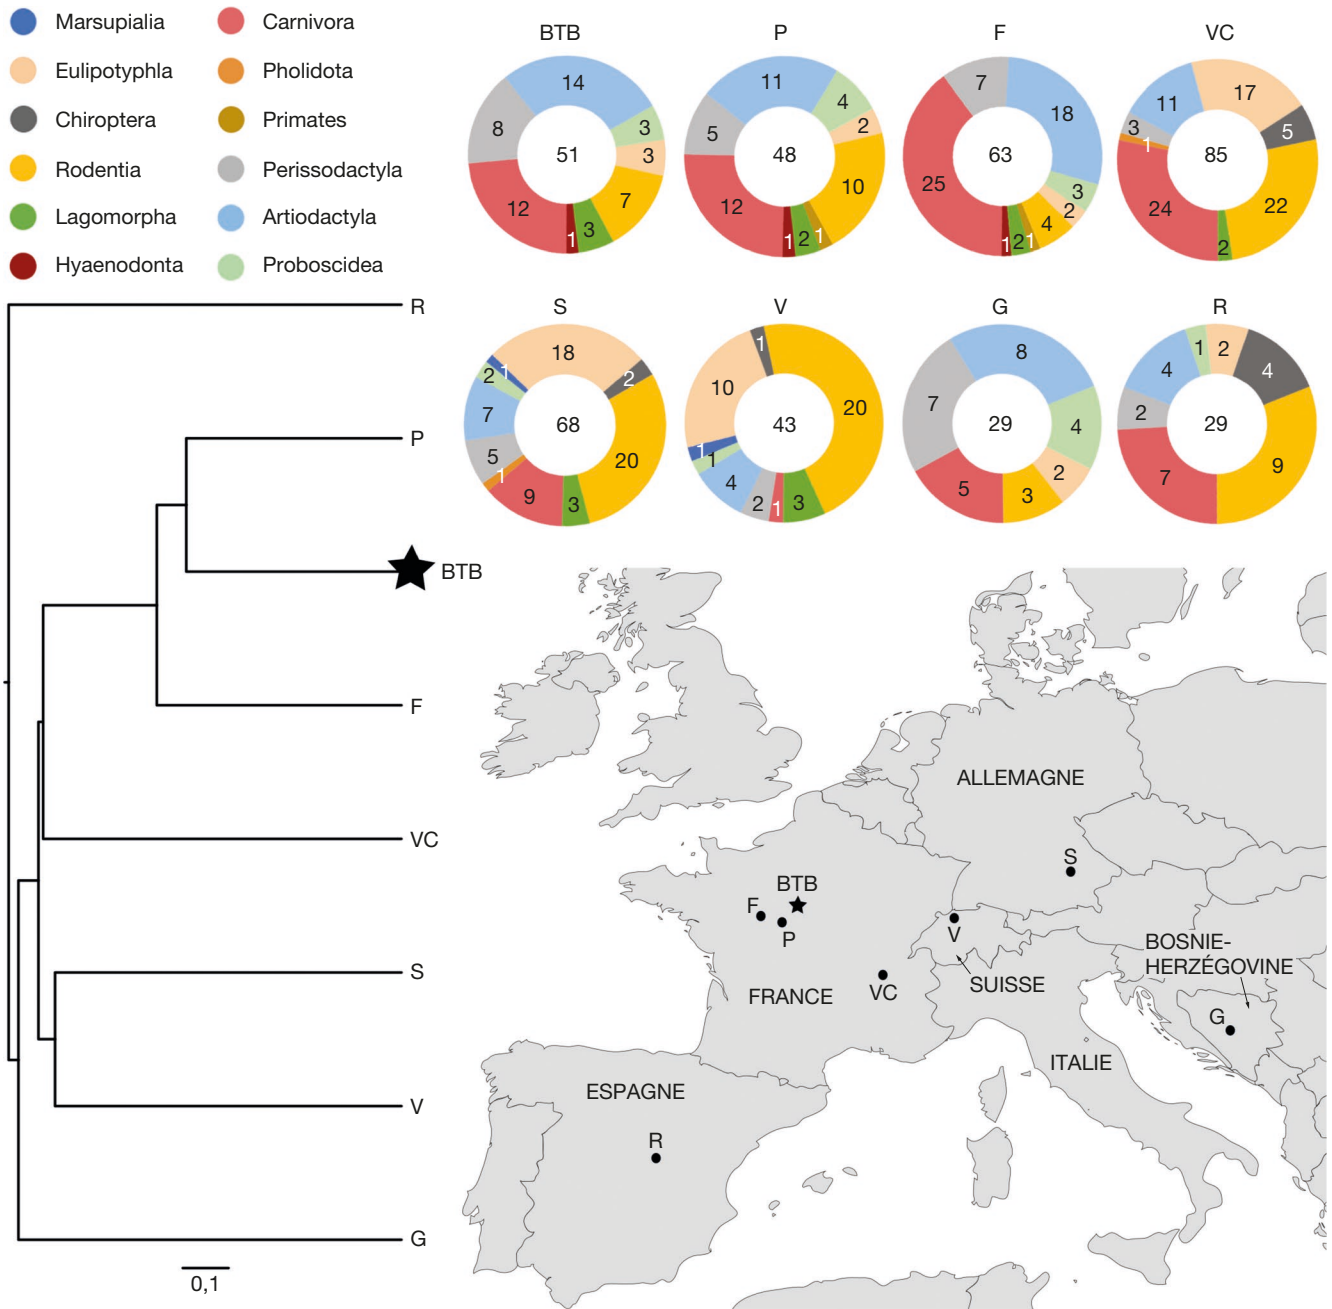 Marsupialia
Carnivora
Eulipotyphla
Pholidota
Chiroptera
Primates
Rodentia
Perissodactyla
Lagomorpha
Artiodactyla
Hyaenodonta
Proboscidea
BTB
14
3
3
7
3
1
12
8
51
P
11
4
2
10
1
2
1
12
5
48
F
7
18
3
2
4
1
2
1
25
63
VC
17
5
22
2
24
1
3
11
85
S
18
2
20
3
9
1
5
7
2
1
68
V
1
20
3
1
2
4
1
1
10
43
G
8
4
2
3
5
7
29
R
2
4
9
7
2
4
1
29
R
P
BTB
F
VC
S
V
G
0,1
ALLEMAGNE
S
BTB
F
P
V
BOSNIE-
HERZÉGOVINE
SUISSE
VC
FRANCE
G
ITALIE
ESPAGNE
R